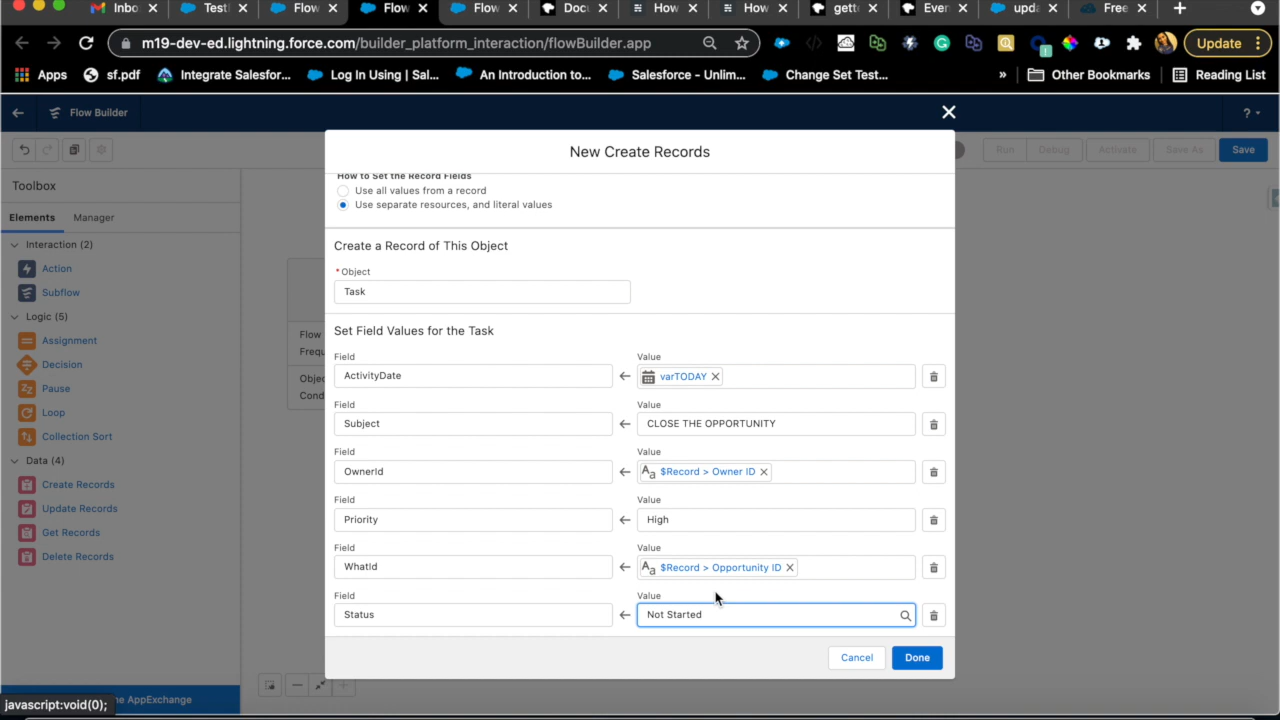 Inbo
Test
Flow
Flow
Flow
Doc
How
How
gett
Even
upda
Free
m19-dev-ed.lightning.force.com/builder_platform_interaction/flowBuilder.app
Update
Apps
sf.pdf
Integrate Salesfor...
Log In Using | Sal...
An Introduction to...
Salesforce - Unlim...
Change Set Test...
»
Other Bookmarks
Reading List
Flow Builder
?
New Create Records
Run
Debug
Activate
Save As
Save
Toolbox
Elements
Manager
Interaction (2)
Action
Subflow
Logic (5)
Assignment
Decision
Pause
Loop
Collection Sort
Data (4)
Create Records
Update Records
Get Records
Delete Records
he AppExchange
javascript:void(0);
Flow
Frequ
Objec
Cond
How to Set the Record Fields
Use all values from a record
Use separate resources, and literal values
Create a Record of This Object
* Object
Task
Set Field Values for the Task
Field Value
ActivityDate ← varTODAY
Field Value
Subject ← CLOSE THE OPPORTUNITY
Field Value
OwnerId ← Aa $Record > Owner ID
Field Value
Priority ← High
Field Value
WhatId ← Aa $Record > Opportunity ID
Field Value
Status ← Not Started
Cancel
Done